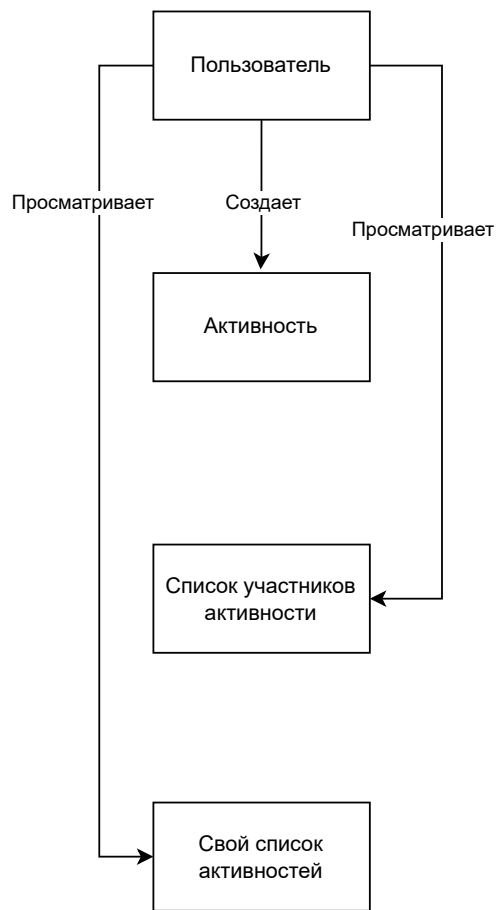 Пользователь
Просматривает
Создает
Просматривает
Активность
Список участников
активности
Свой список
активностей